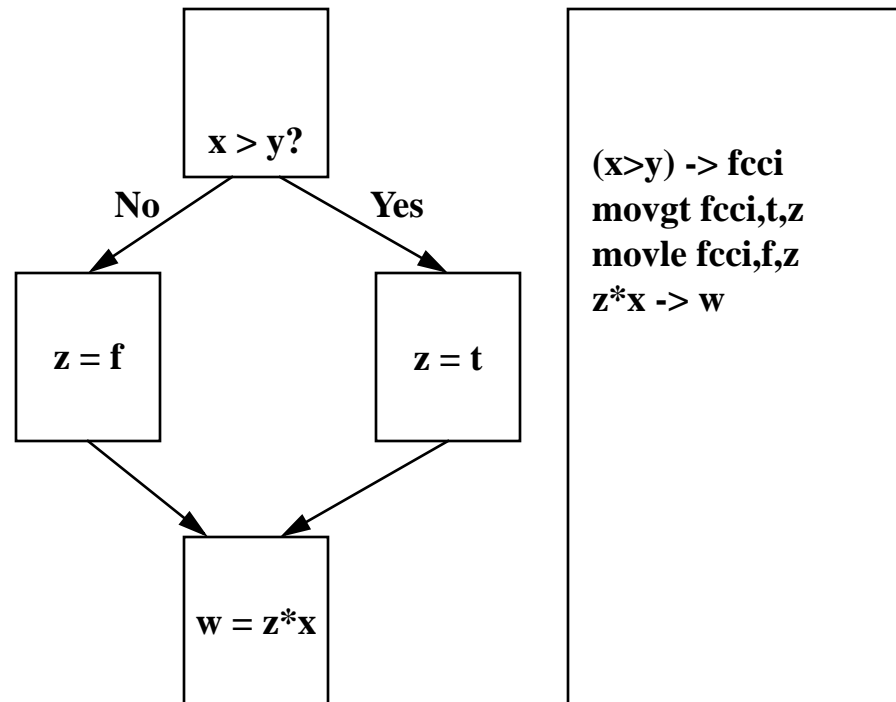 x > y?
No
Yes
z = f
z = t
w = z*x
(x>y) -> fcci
movgt fcci,t,z
movle fcci,f,z
z*x -> w